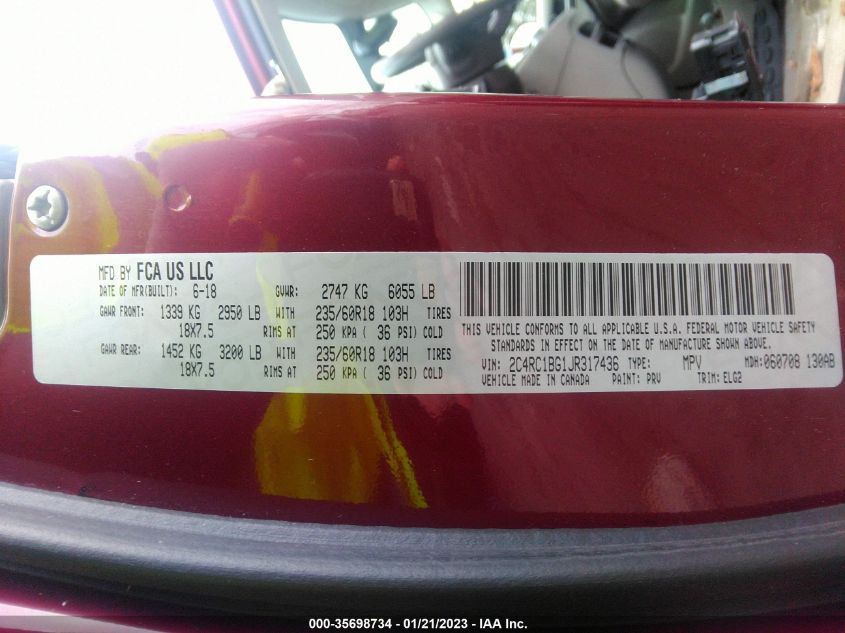 MFD BY FCA US LLC
DATE OF MFR(BUILT): 6-18 GVWR: 2747 KG 6055 LB
GAWR FRONT: 1339 KG 2950 LB WITH 235/60R18 103H TIRES
18X7.5 RIMS AT 250 KPA ( 36 PSI) COLD
GAWR REAR: 1452 KG 3200 LB WITH 235/60R18 103H TIRES
18X7.5 RIMS AT 250 KPA ( 36 PSI) COLD
THIS VEHICLE CONFORMS TO ALL APPLICABLE U.S.A. FEDERAL MOTOR VEHICLE SAFETY
STANDARDS IN EFFECT ON THE DATE OF MANUFACTURE SHOWN ABOVE.
VIN: 2C4RC1BG1JR317436 TYPE: MPV MDH:060708 130AB
VEHICLE MADE IN CANADA PAINT: PRV TRIM: ELG2
000-35698734 - 01/21/2023 - IAA Inc.